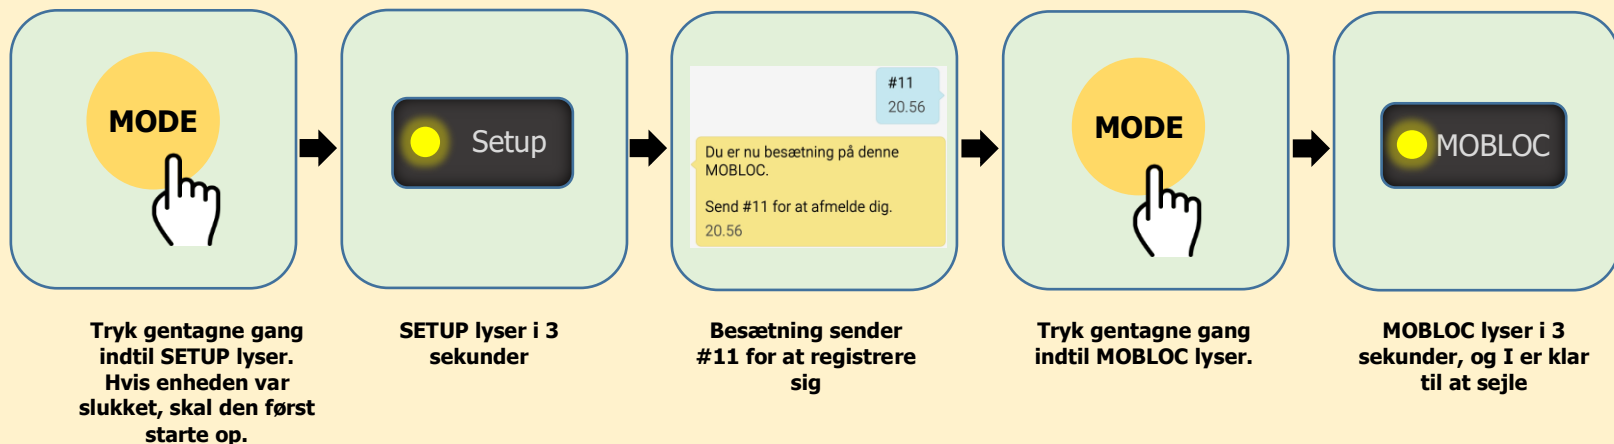 MODE
Setup
#11
20.56
Du er nu besætning på denne
MOBLOC.
Send #11 for at afmelde dig.
20.56
MODE
MOBLOC
Tryk gentagne gang
indtil SETUP lyser.
Hvis enheden var
slukket, skal den først
starte op.
SETUP lyser i 3
sekunder
Besætning sender
#11 for at registrere
sig
Tryk gentagne gang
indtil MOBLOC lyser.
MOBLOC lyser i 3
sekunder, og I er klar
til at sejle